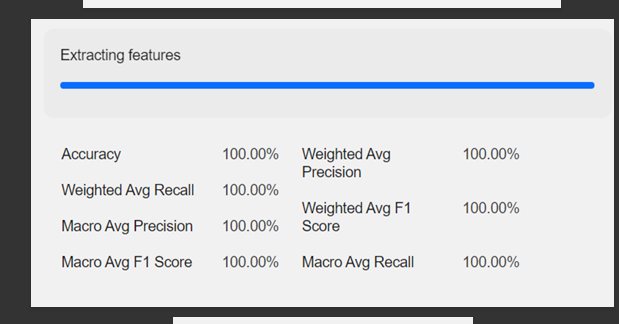 Extracting features
Accuracy 100.00% Weighted Avg 100.00%
Precision
Weighted Avg Recall 100.00%
Weighted Avg F1 100.00%
Score
Macro Avg Precision 100.00%
Macro Avg F1 Score 100.00% Macro Avg Recall 100.00%